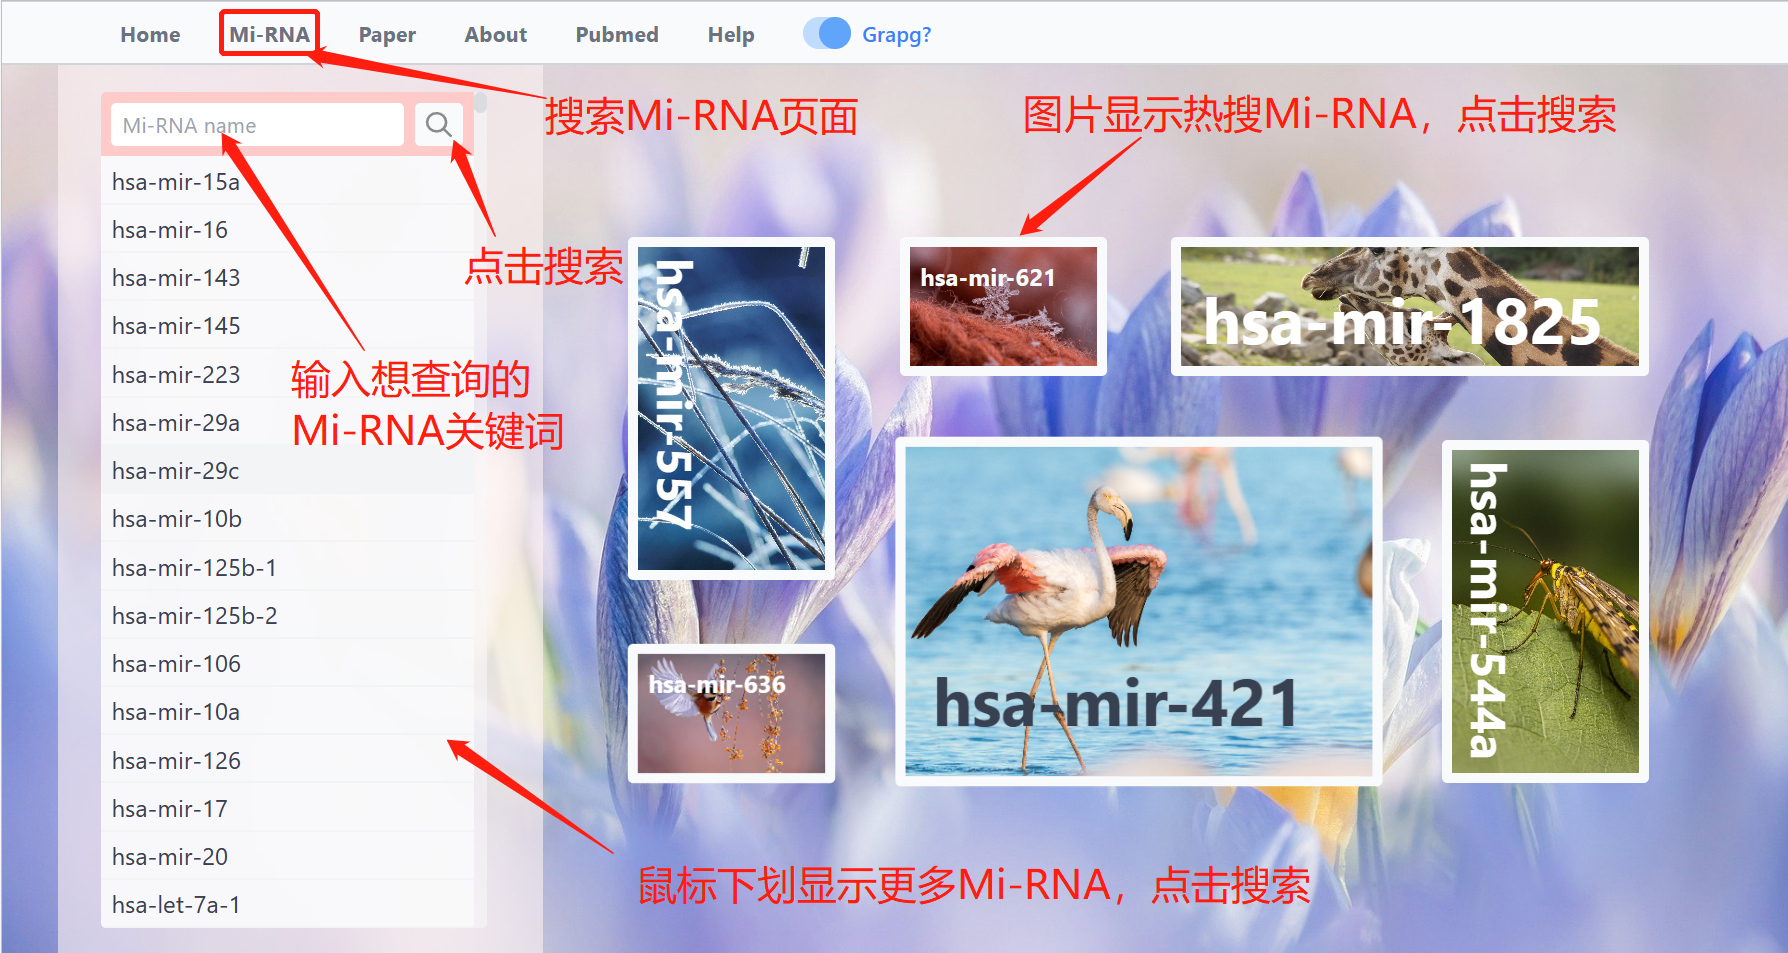 Home Mi-RNA Paper About Pubmed Help Grapg?
搜索Mi-RNA页面
图片显示热搜Mi-RNA，点击搜索
Mi-RNA name
点击搜索
输入想查询的
Mi-RNA关键词
hsa-mir-15a
hsa-mir-16
hsa-mir-143
hsa-mir-145
hsa-mir-223
hsa-mir-29a
hsa-mir-29c
hsa-mir-10b
hsa-mir-125b-1
hsa-mir-125b-2
hsa-mir-106
hsa-mir-10a
hsa-mir-126
hsa-mir-17
hsa-mir-20
hsa-let-7a-1
hsa-mir-557
hsa-mir-621
hsa-mir-1825
hsa-mir-636
hsa-mir-421
hsa-mir-544a
鼠标下划显示更多Mi-RNA，点击搜索